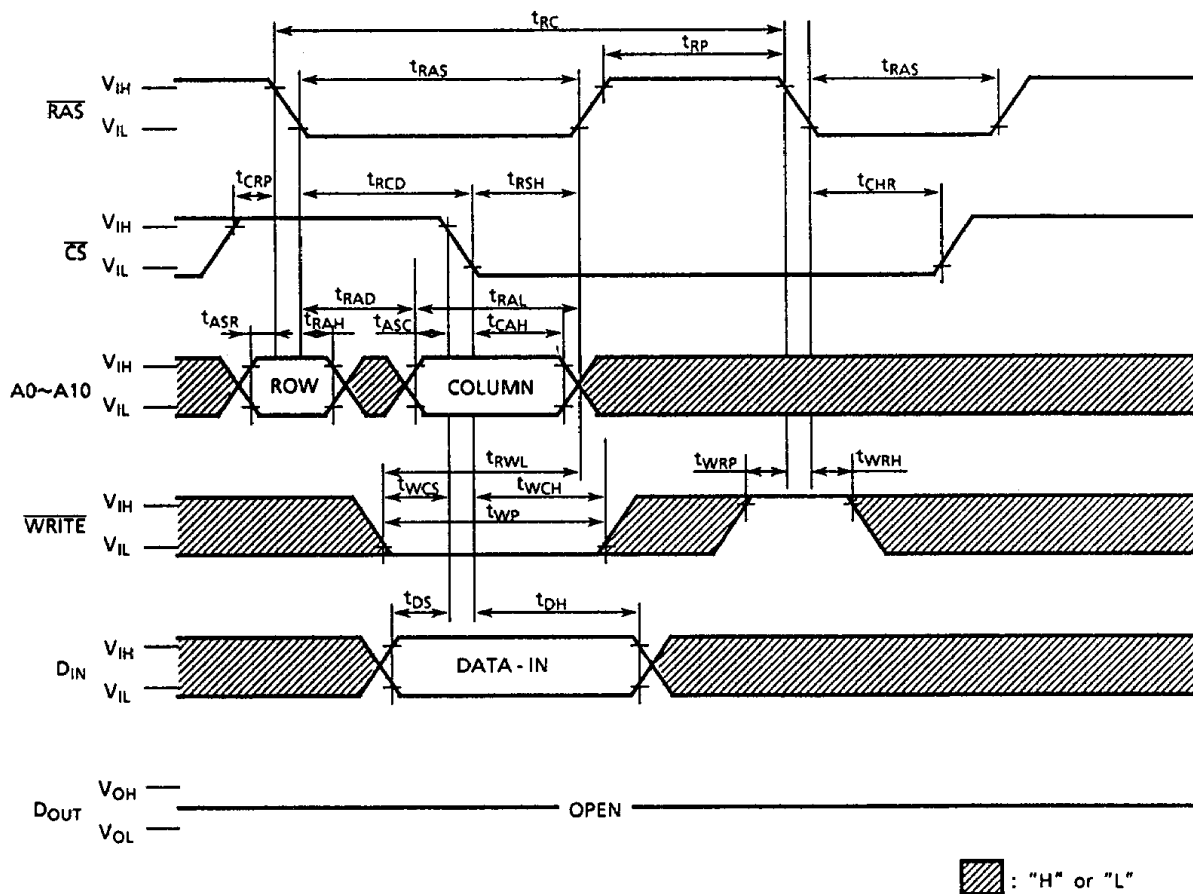 tRC
tRP
tRAS tRAS
VIH
RAS
VIL
tCRP tRCD tRSH tCHR
VIH
CS
VIL
tRAD tRAL
tASR tRAH tASC tCAH
VIH
A0~A10 ROW COLUMN
VIL
tRWL tWRP tWRH
tWCS tWCH
VIH
tWP
WRITE
VIL
tDS tDH
VIH
DIN DATA - IN
VIL
VOH
DOUT OPEN
VOL
: "H" or "L"